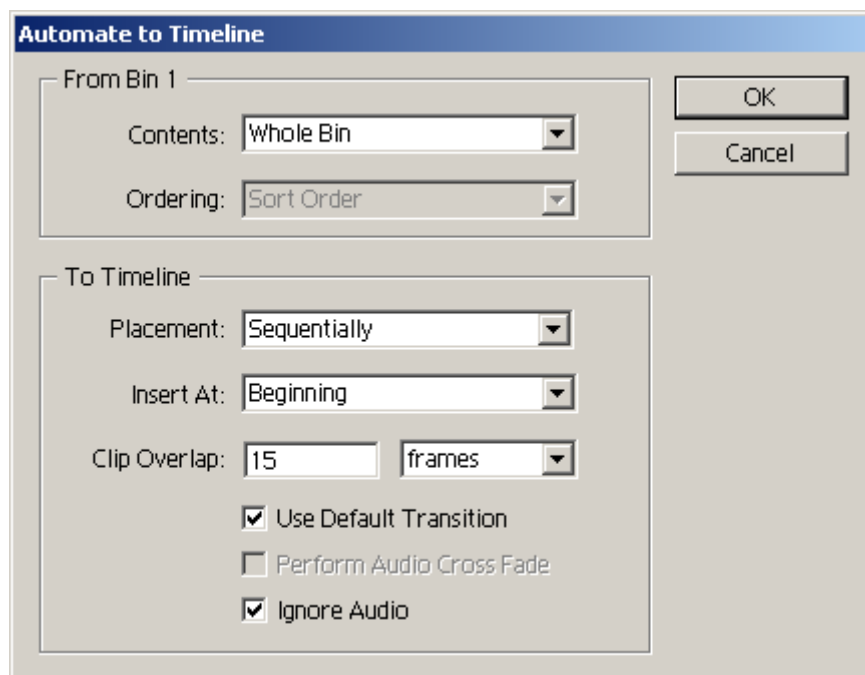 Automate to Timeline
From Bin 1
Contents: Whole Bin
Ordering: Sort Order
OK
Cancel
To Timeline
Placement: Sequentially
Insert At: Beginning
Clip Overlap: 15 frames
Use Default Transition
Perform Audio Cross Fade
Ignore Audio